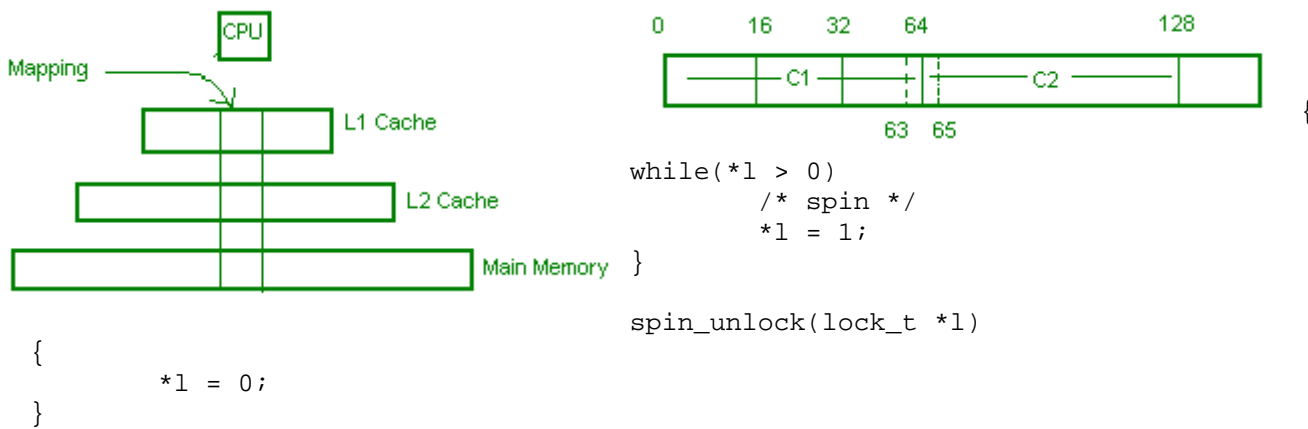 CPU
Mapping
L1 Cache
L2 Cache
Main Memory
0 16 32 64 128
C1 C2
63 65
{
while(*l > 0)
/* spin */
*l = 1;
}
spin_unlock(lock_t *l)
{
*l = 0;
}